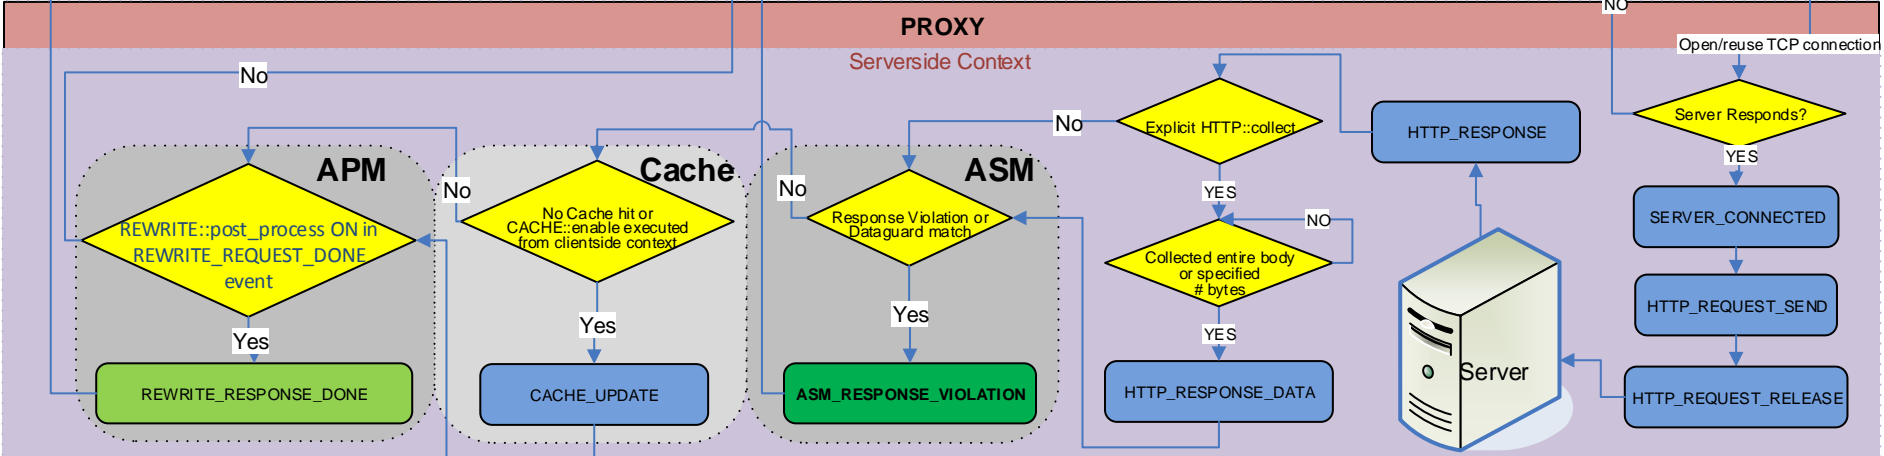 NO
PROXY
Open/reuse TCP connection
Serverside Context
No
Server Responds?
Explicit HTTP::collect
HTTP_RESPONSE
No
YES
APM
Cache
ASM
No
No
YES
No Cache hit or
CACHE::enable executed
from clientside context
Response Violation or
Dataguard match
NO
SERVER_CONNECTED
REWRITE::post_process ON in
REWRITE_REQUEST_DONE
event
Collected entire body
or specified
# bytes
HTTP_REQUEST_SEND
Yes
Yes
Yes
YES
Server
REWRITE_RESPONSE_DONE
CACHE_UPDATE
ASM_RESPONSE_VIOLATION
HTTP_RESPONSE_DATA
HTTP_REQUEST_RELEASE